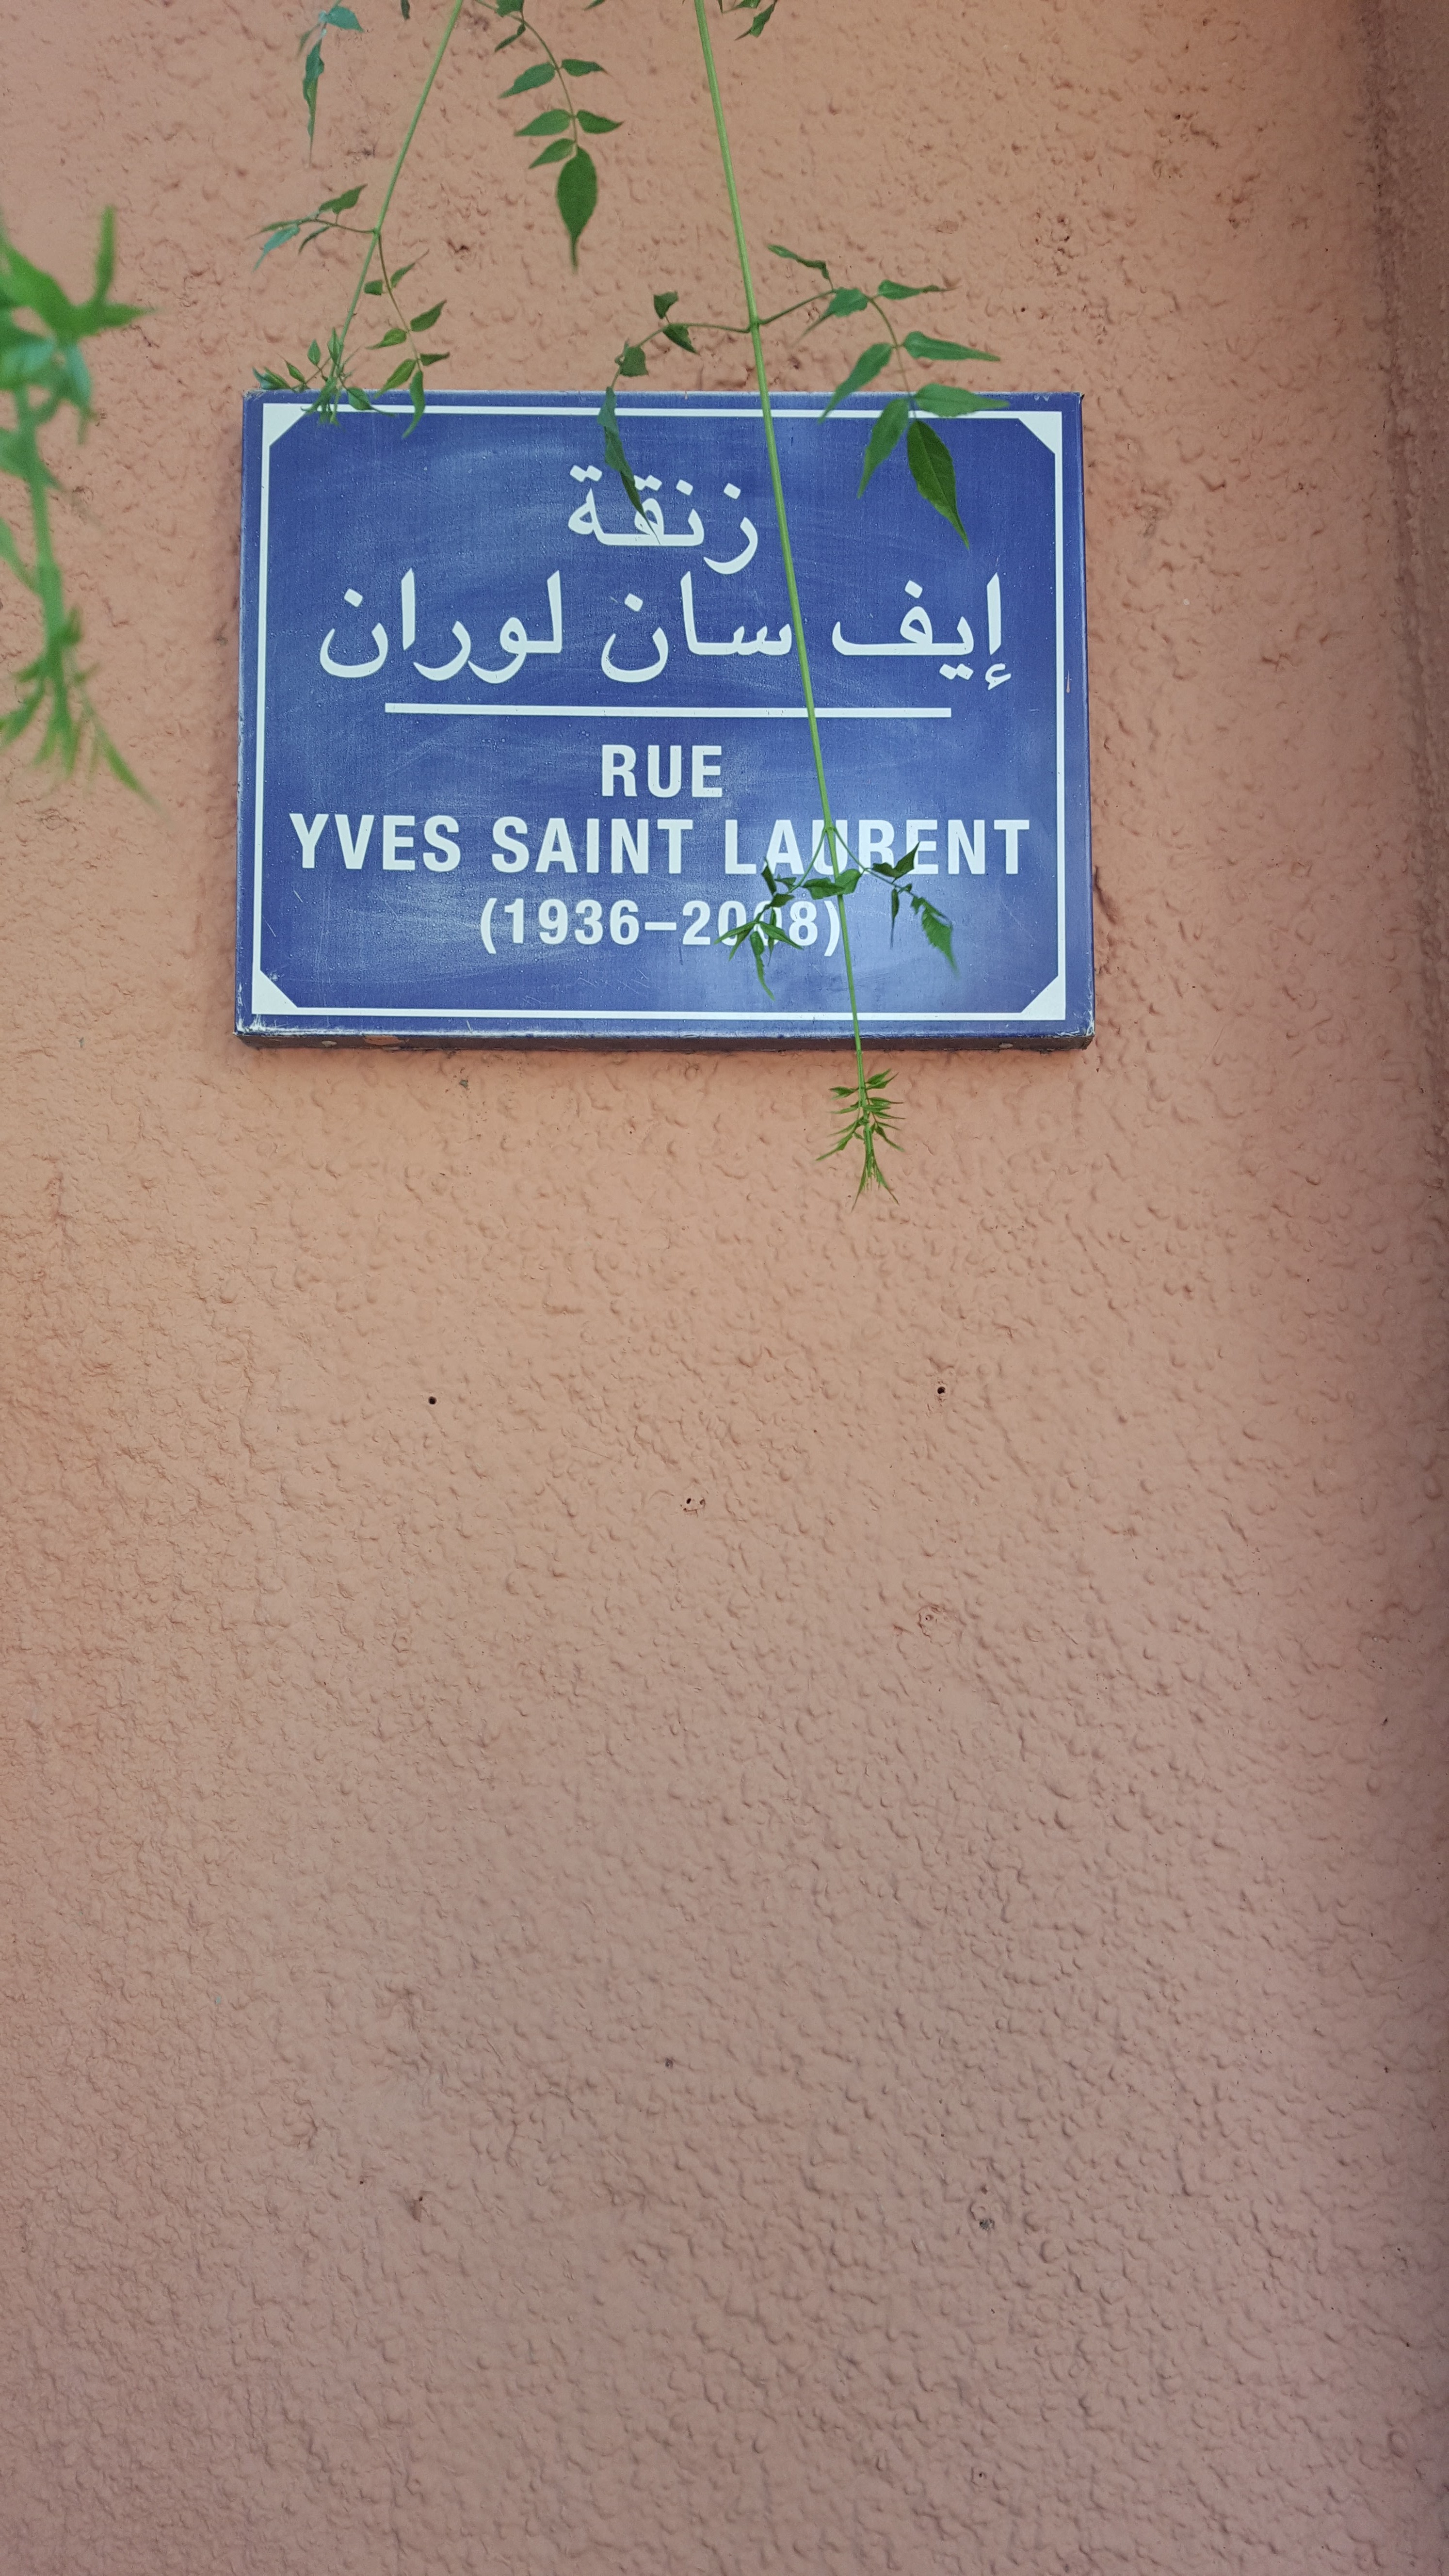 زنقة
إيف سان لوران
RUE
YVES SAINT LAURENT
(1936-2008)